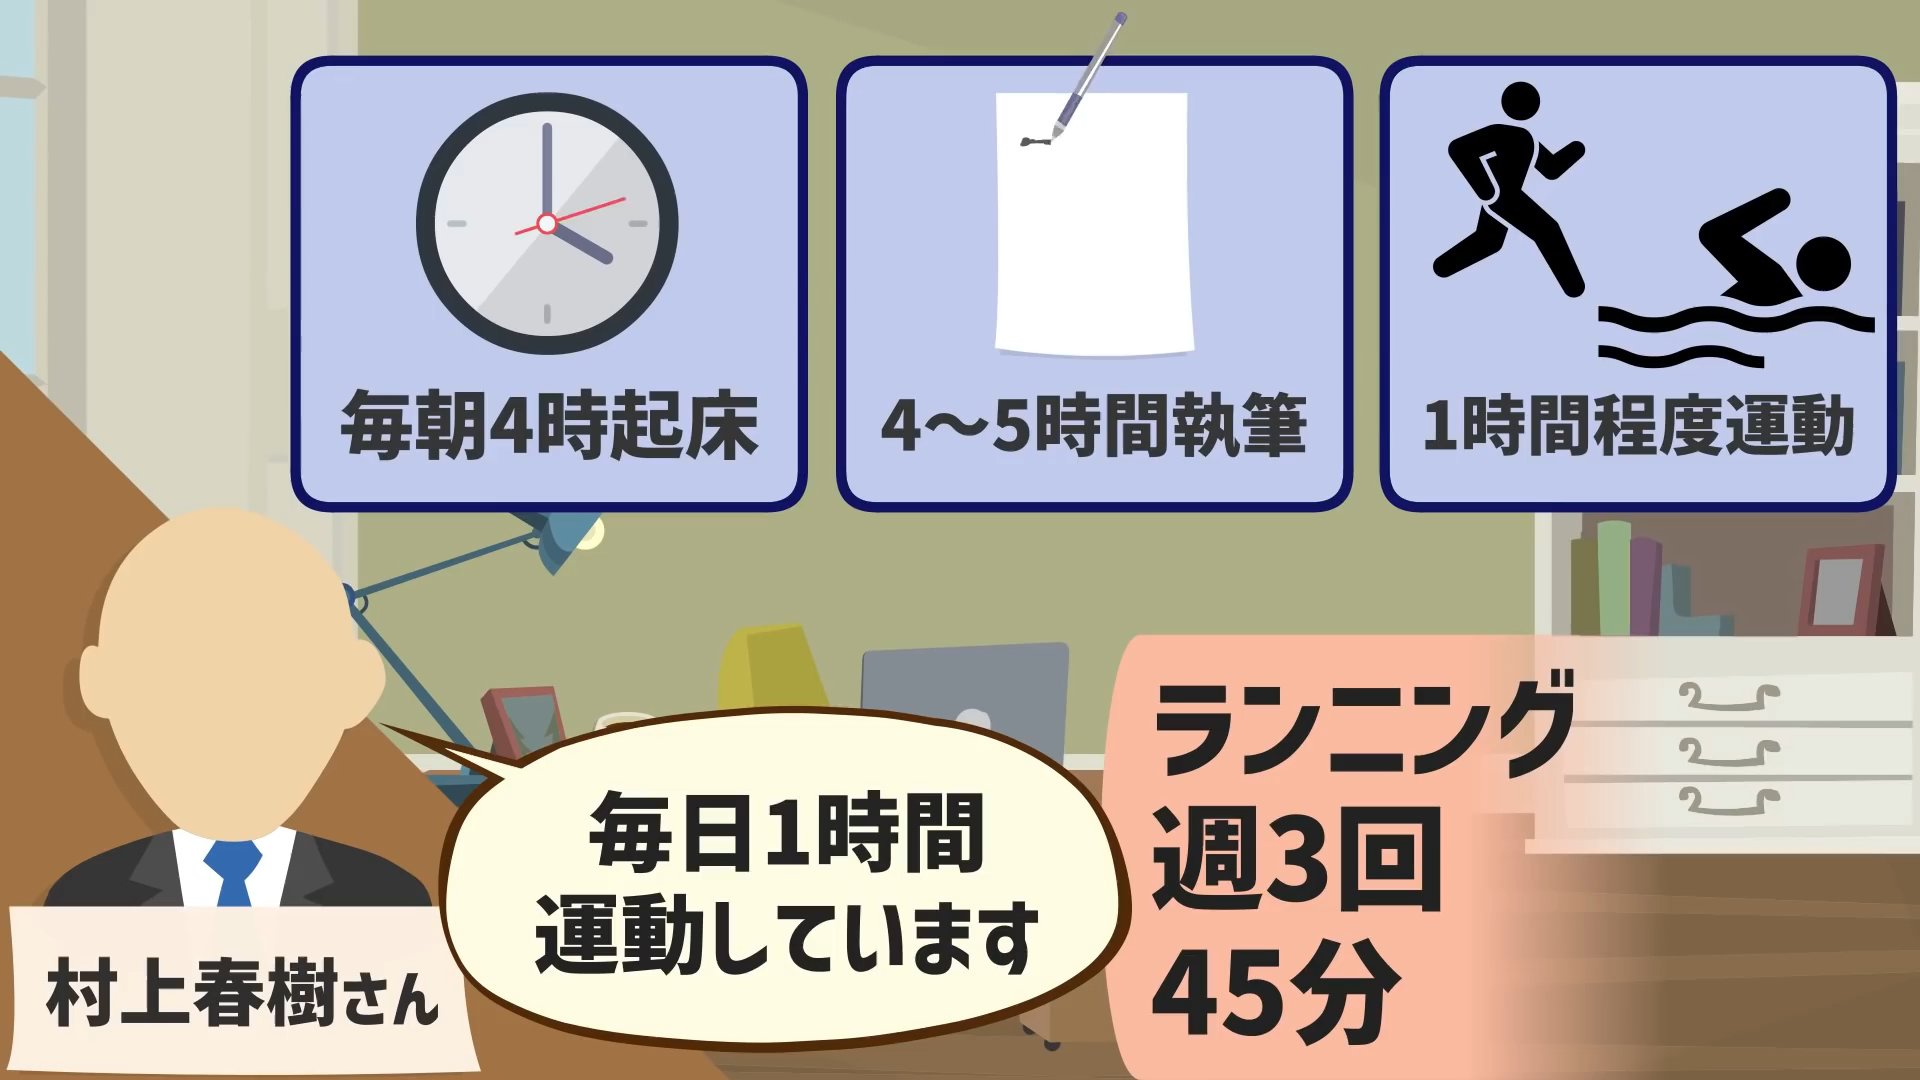 毎朝4時起床
4～5時間執筆
1時間程度運動
村上春樹さん
毎日1時間
運動しています
ランニング
週3回
45分